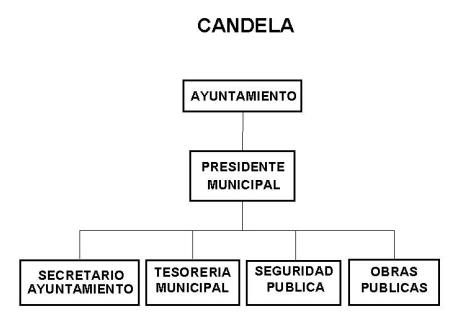 CANDELA
AYUNTAMIENTO
PRESIDENTE
MUNICIPAL
SECRETARIO
AYUNTAMIENTO
TESORERIA
MUNICIPAL
SEGURIDAD
PUBLICA
OBRAS
PUBLICAS